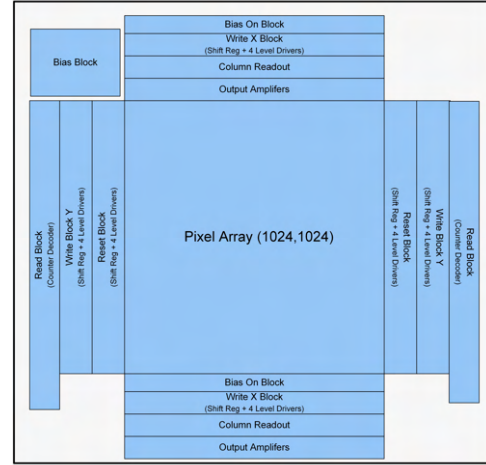 Bias On Block
Write X Block
(Shift Reg + 4 Level Drivers)
Column Readout
Output Amplifers
Bias Block
Read Block
(Counter Decoder)
Write Block Y
(Shift Reg + 4 Level Drivers)
Reset Block
(Shift Reg + 4 Level Drivers)
Pixel Array (1024,1024)
Reset Block
(Shift Reg + 4 Level Drivers)
Write Block Y
(Shift Reg + 4 Level Drivers)
Read Block
(Counter Decoder)
Bias On Block
Write X Block
(Shift Reg + 4 Level Drivers)
Column Readout
Output Amplifers